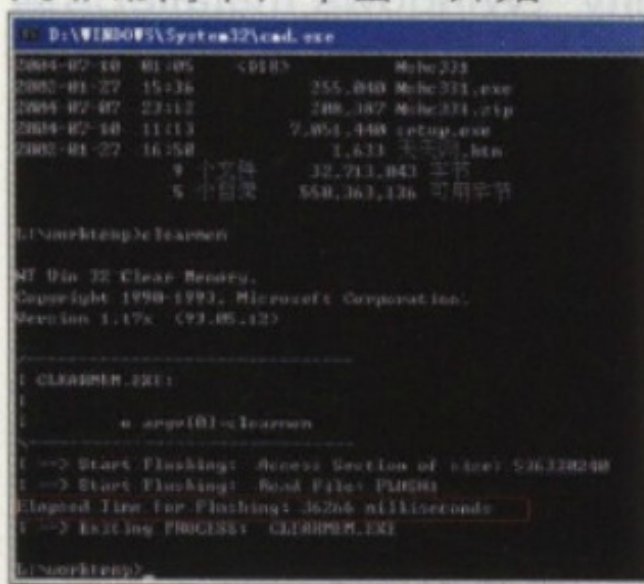 D:\WINDOWS\System32\cmd.exe
2004-07-10 01:05 <DIR> Mshc331
2002-01-27 15:36 255,040 Mshc331.exe
2004-07-07 23:12 208,387 Mshc331.zip
2004-07-10 11:13 7,051,440 setup.exe
2002-01-27 16:50 1,633 .htm
9 个文件 32,713,043 字节
5 个目录 550,363,136 可用字节
L:\worktemp>clearmem
NT Win 32 Clear Memory.
Copyright 1990-1993, Microsoft Corporation.
Version 1.17x (93.05.12)
CLEARMEM.EXE:
argv[0]=clearmem
--> Start Flushing: Access Section of size: 536330240
--> Start Flushing: Read File: FLUSH1
Elapsed Time for Flushing: 36266 milliseconds
--> Exiting PROCESS: CLEARMEM.EXE
L:\worktemp>_